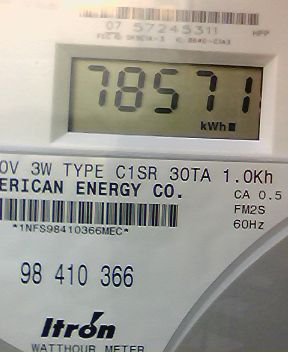 07 57245311 HPP
78571
kWh
0V 3W TYPE C1SR 30TA 1.0Kh
ERICAN ENERGY CO. CA 0.5
FM2S
*1NFS98410366MEC* 60Hz
98 410 366
Itron
WATTHOUR METER